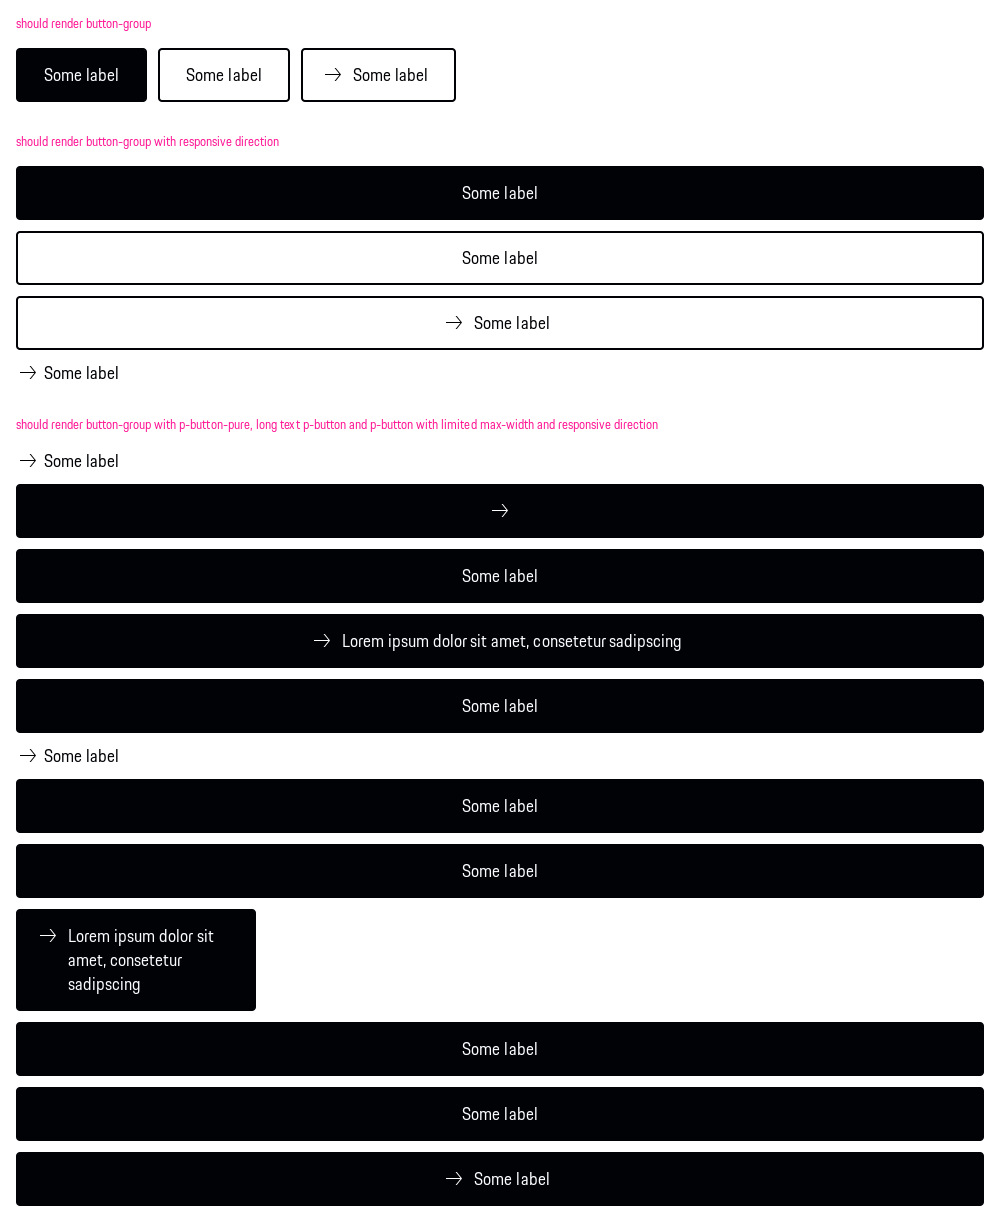 should render button-group
Some label
Some label
Some label
should render button-group with responsive direction
Some label
Some label
Some label
Some label
should render button-group with p-button-pure, long text p-button and p-button with limited max-width and responsive direction
Some label
Some label
Lorem ipsum dolor sit amet, consetetur sadipscing
Some label
Some label
Some label
Some label
Lorem ipsum dolor sit
amet, consetetur
sadipscing
Some label
Some label
Some label